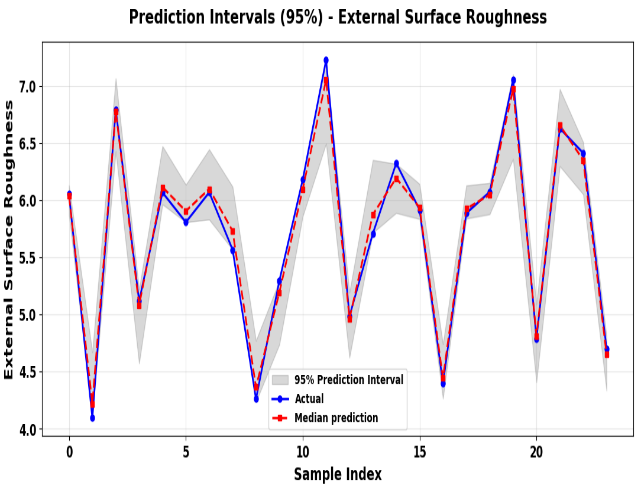 Prediction Intervals (95%) - External Surface Roughness
External Surface Roughness
7.0
6.5
6.0
5.5
5.0
4.5
4.0
95% Prediction Interval
Actual
Median prediction
0 5 10 15 20
Sample Index